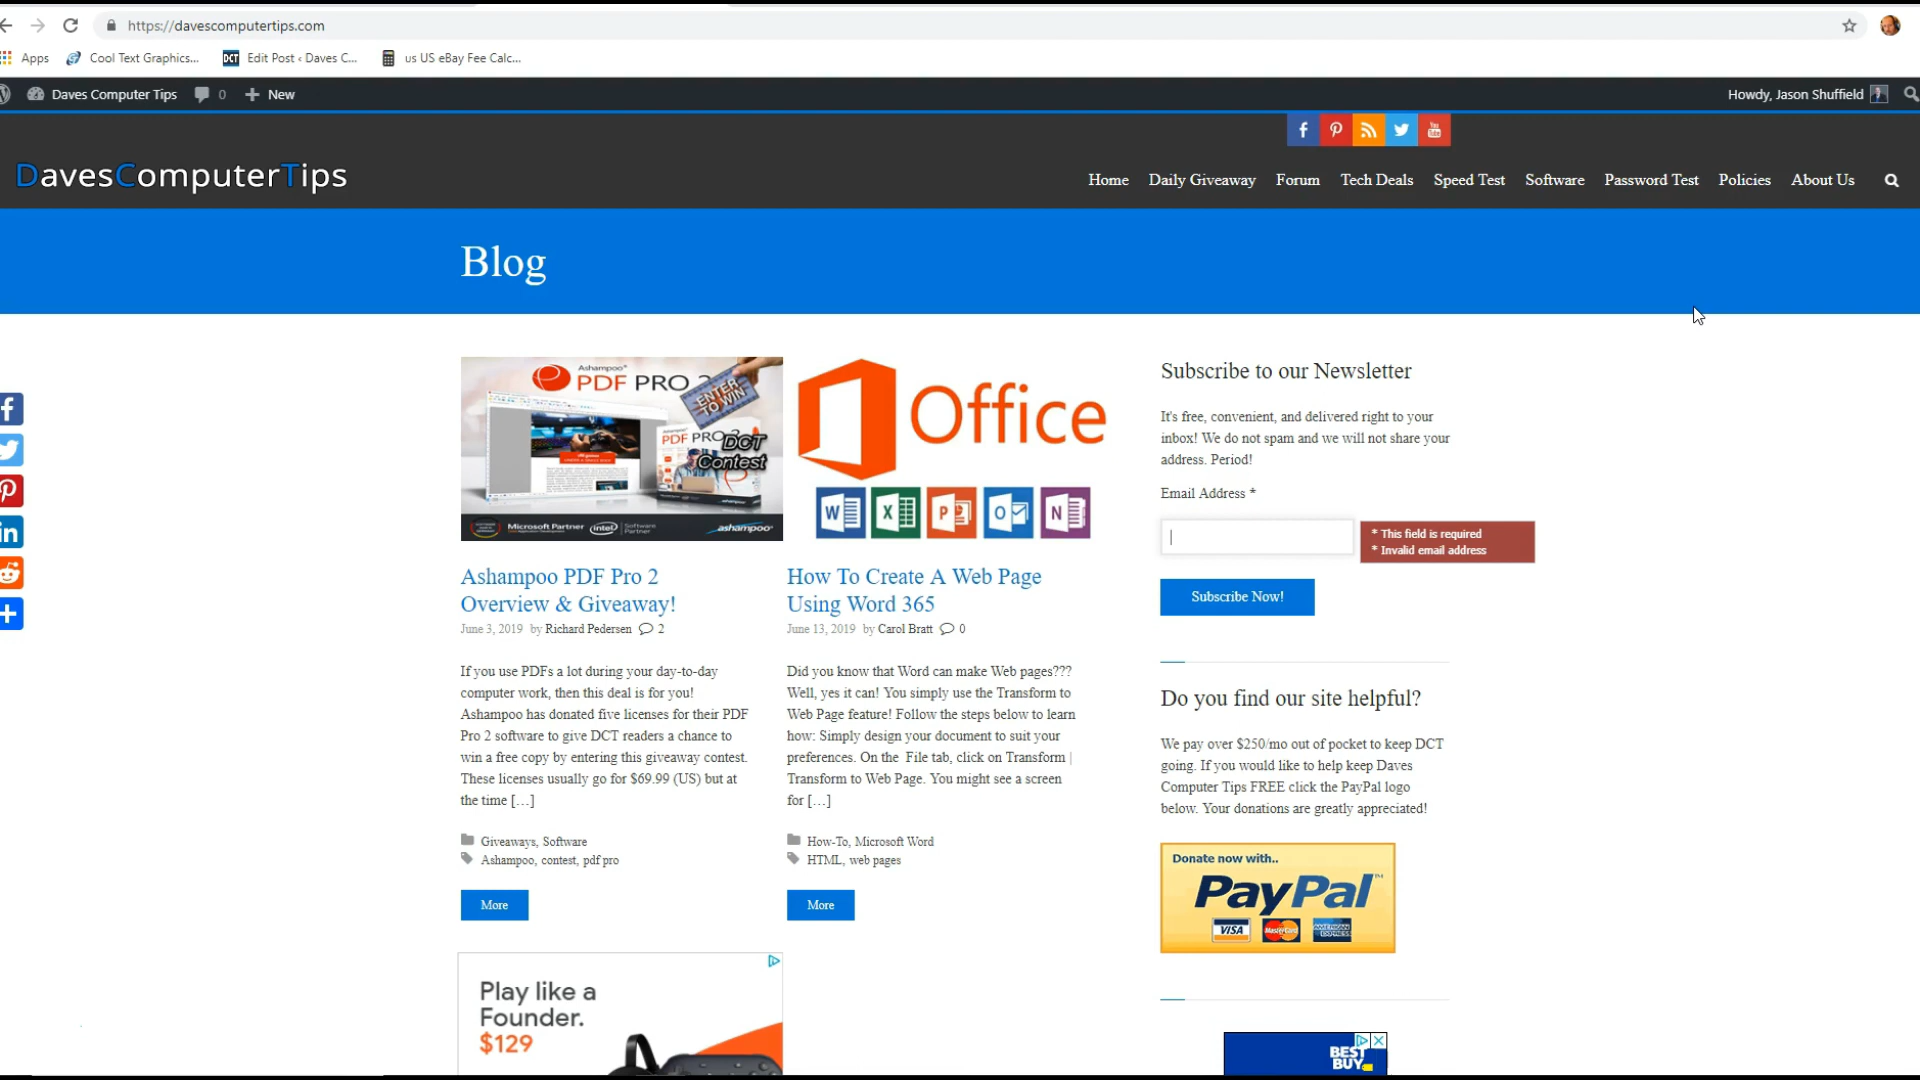 https://davescomputertips.com
Apps
Cool Text Graphics...
DCT
Edit Post ‹ Daves C...
us US eBay Fee Calc...
Daves Computer Tips
0
New
Howdy, Jason Shuffield
DavesComputerTips
Home
Daily Giveaway
Forum
Tech Deals
Speed Test
Software
Password Test
Policies
About Us
Blog
Ashampoo®
PDF PRO 2
ENTER TO WIN
PDF PRO
DCT
Contest
Microsoft Partner
intel
Software Partner
ashampoo®
Office
W
X
P
O
N
Ashampoo PDF Pro 2
Overview & Giveaway!
June 3, 2019 by Richard Pedersen 2
If you use PDFs a lot during your day-to-day
computer work, then this deal is for you!
Ashampoo has donated five licenses for their PDF
Pro 2 software to give DCT readers a chance to
win a free copy by entering this giveaway contest.
These licenses usually go for $69.99 (US) but at
the time […]
Giveaways, Software
Ashampoo, contest, pdf pro
More
How To Create A Web Page
Using Word 365
June 13, 2019 by Carol Bratt 0
Did you know that Word can make Web pages???
Well, yes it can! You simply use the Transform to
Web Page feature! Follow the steps below to learn
how: Simply design your document to suit your
preferences. On the File tab, click on Transform |
Transform to Web Page. You might see a screen
for […]
How-To, Microsoft Word
HTML, web pages
More
Subscribe to our Newsletter
It's free, convenient, and delivered right to your
inbox! We do not spam and we will not share your
address. Period!
Email Address *
* This field is required
* Invalid email address
Subscribe Now!
Do you find our site helpful?
We pay over $250/mo out of pocket to keep DCT
going. If you would like to help keep Daves
Computer Tips FREE click the PayPal logo
below. Your donations are greatly appreciated!
Donate now with..
PayPal™
VISA
MasterCard
AMERICAN EXPRESS
Play like a
Founder.
$129
BEST
BUY